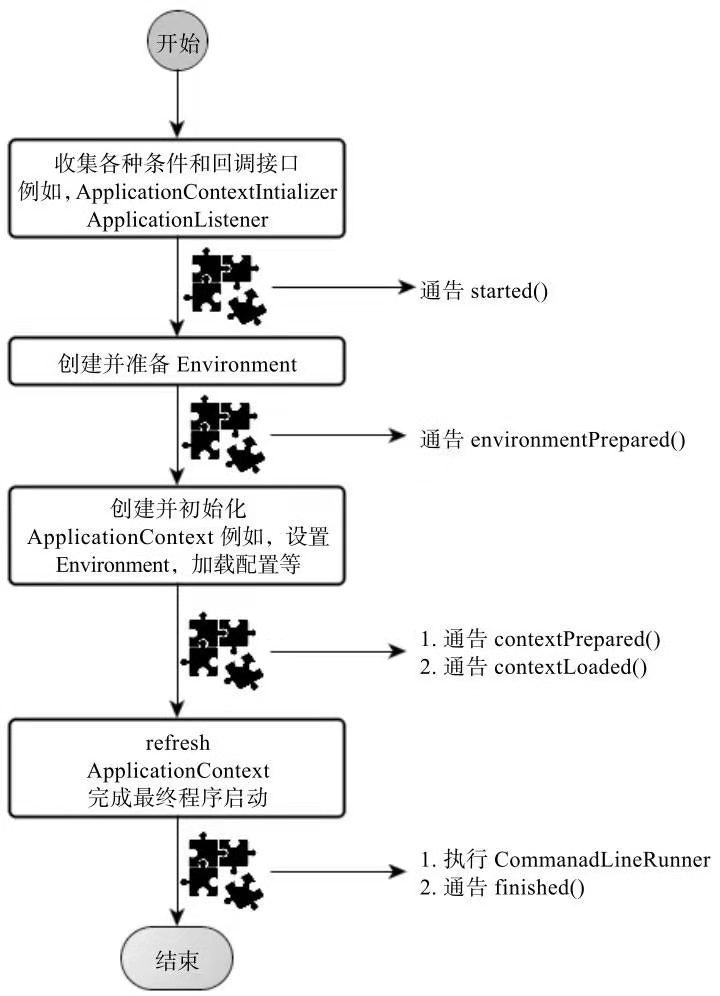 开始
收集各种条件和回调接口
例如，ApplicationContextIntializer
ApplicationListener
通告 started()
创建并准备 Environment
通告 environmentPrepared()
创建并初始化
ApplicationContext 例如，设置
Environment，加载配置等
1. 通告 contextPrepared()
2. 通告 contextLoaded()
refresh
ApplicationContext
完成最终程序启动
1. 执行 CommanadLineRunner
2. 通告 finished()
结束